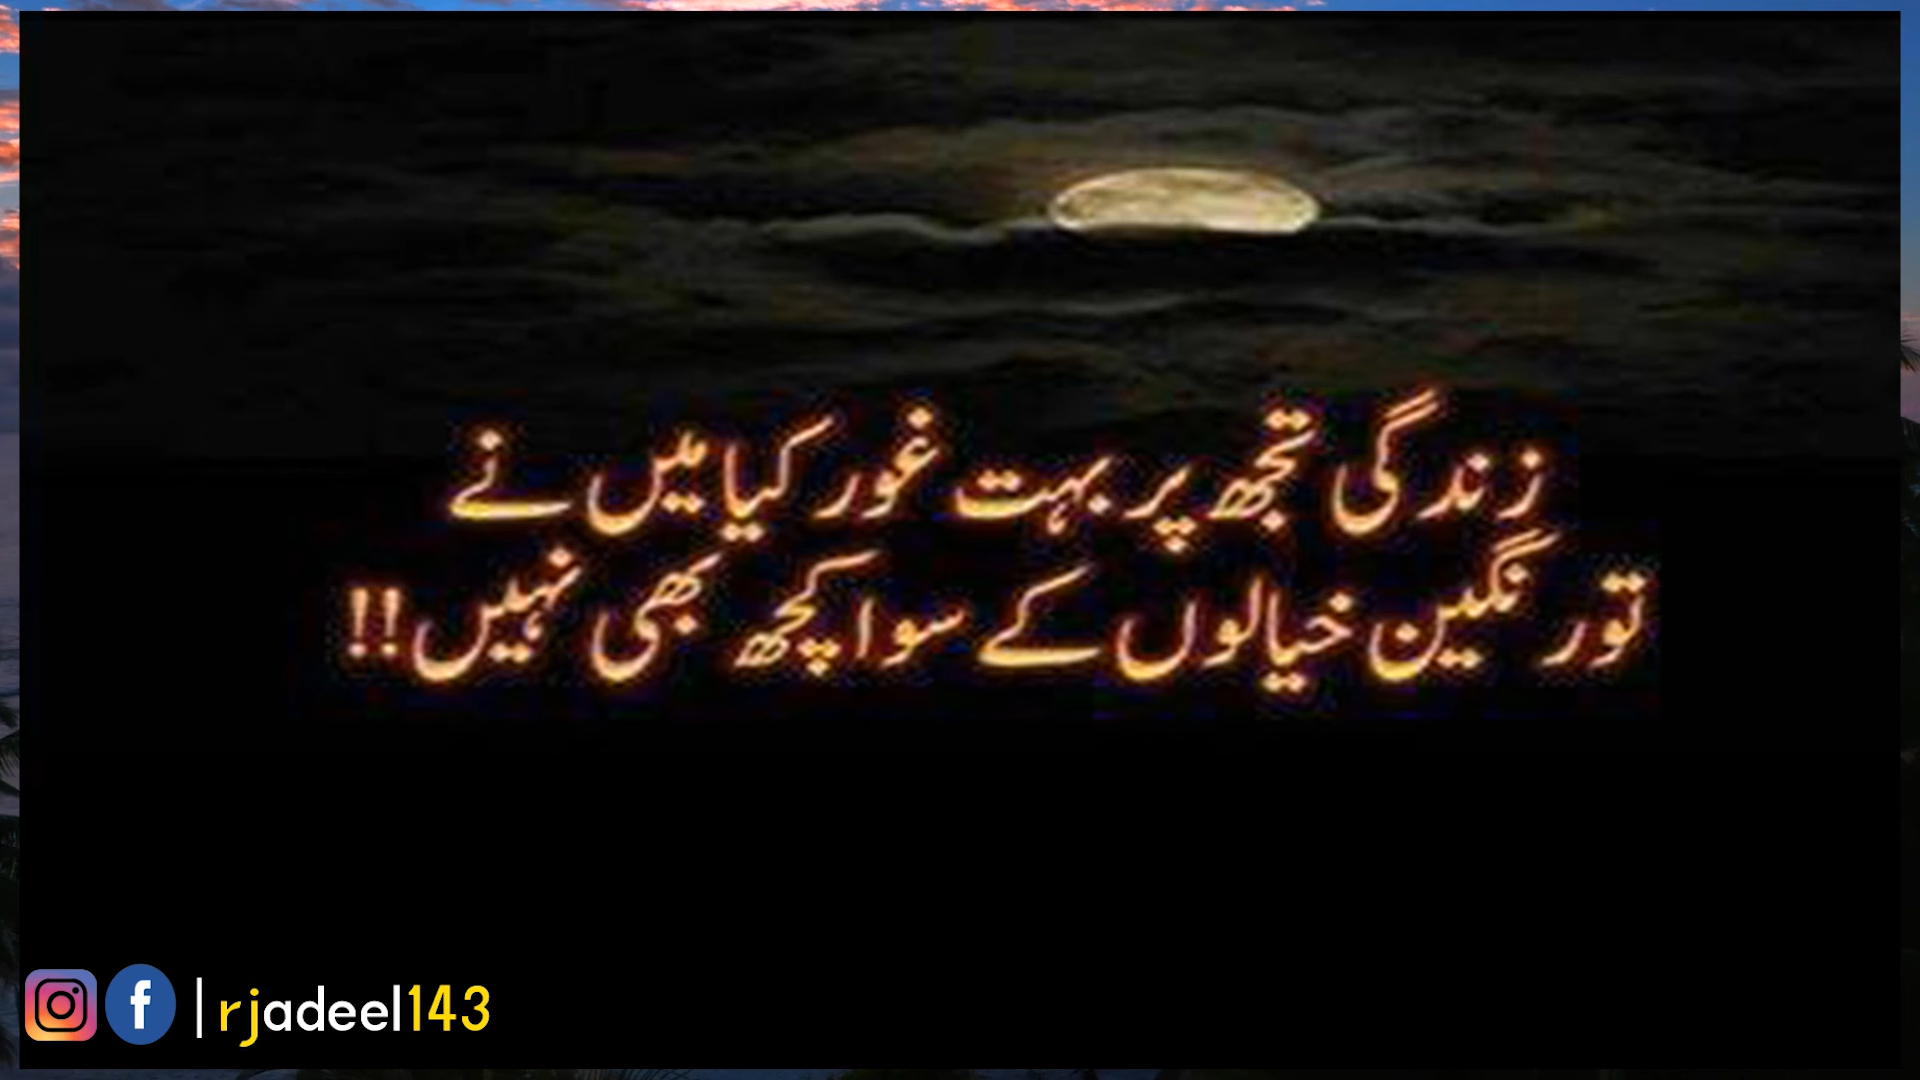 زندگی تجھ پر بہت غور کیا میں نے
تو رنگین خیالوں کے سوا کچھ بھی نہیں!!
f | rjadeel143